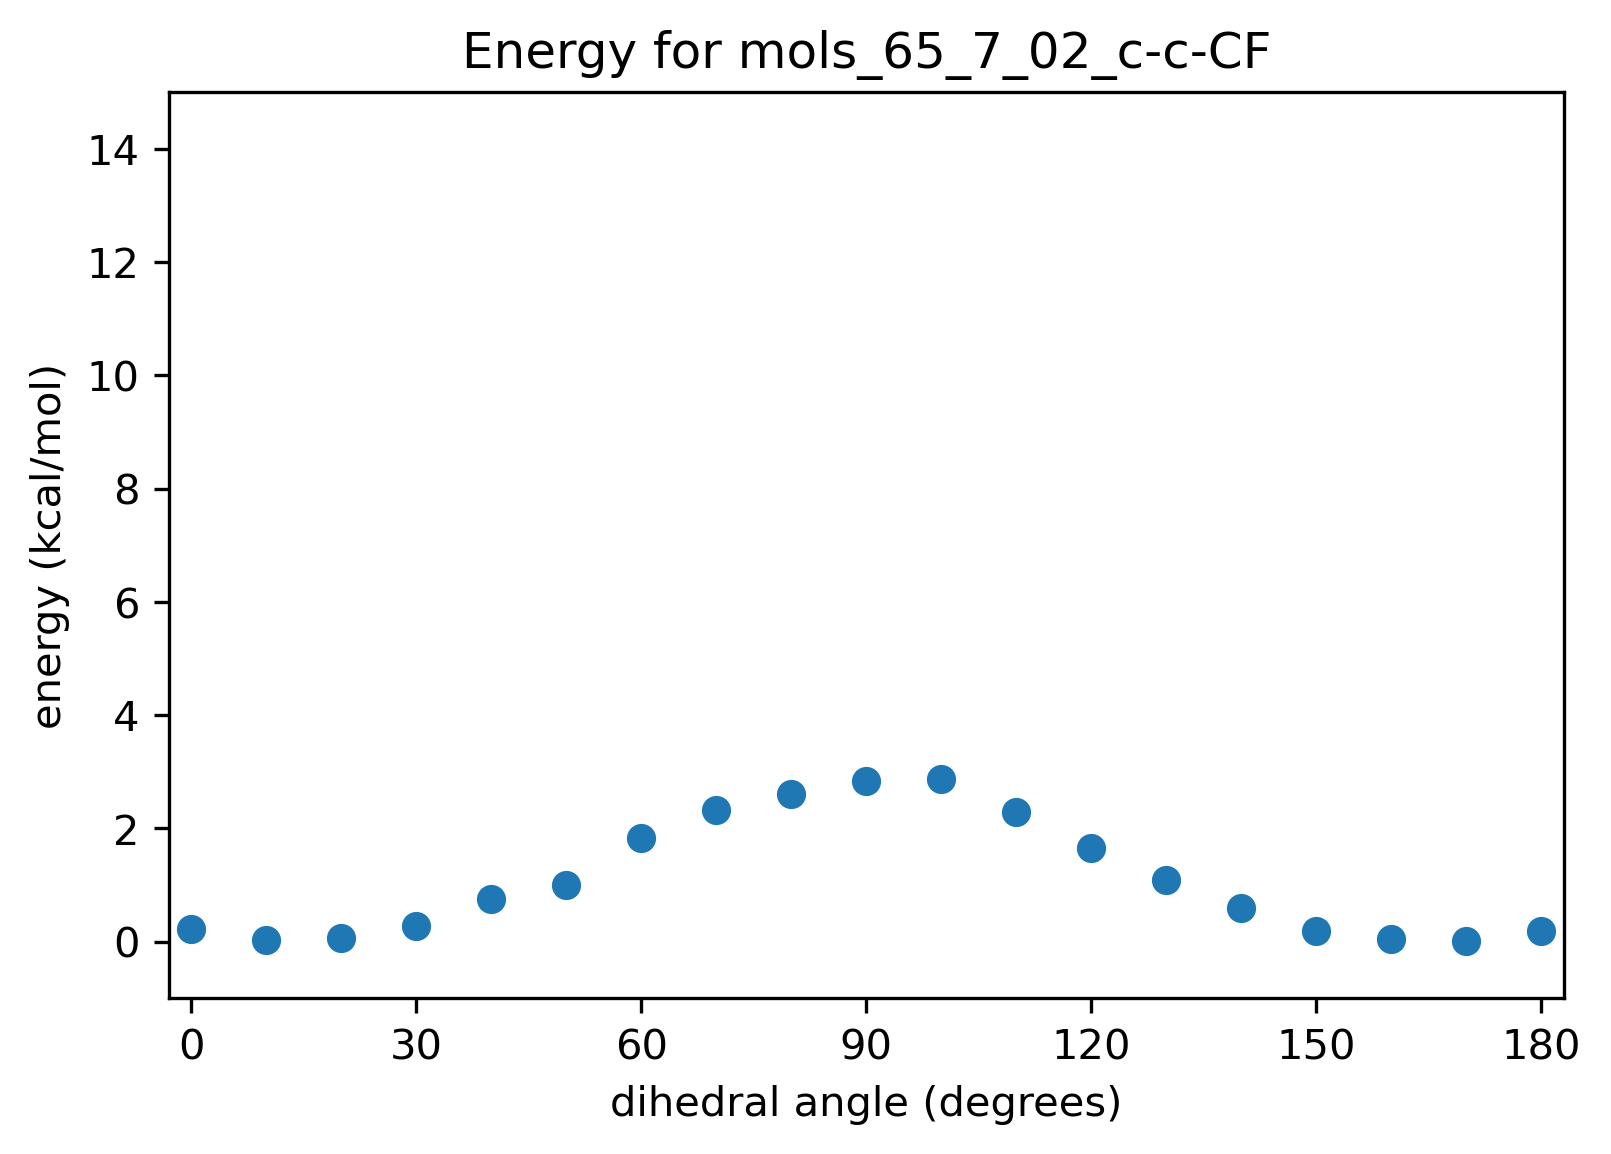 Energy for mols_65_7_02_c-c-CF
14
12
10
8
6
4
2
0
energy (kcal/mol)
0 30 60 90 120 150 180
dihedral angle (degrees)